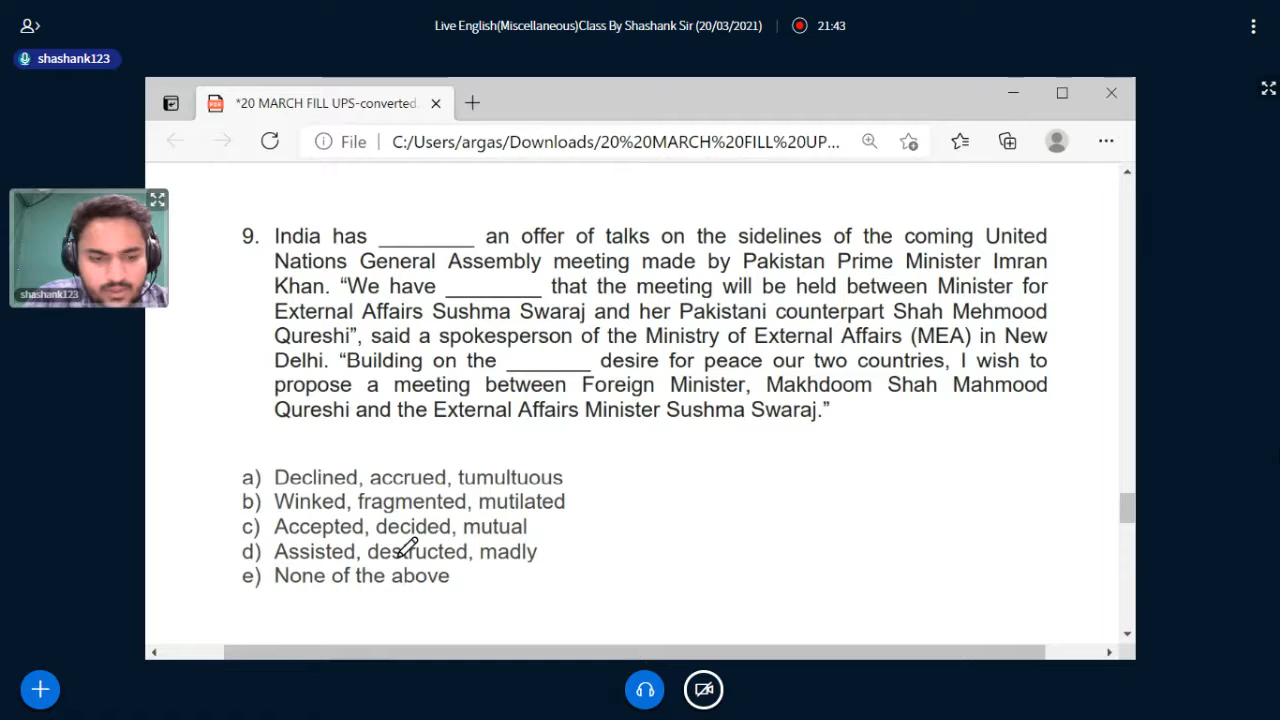 Live English(Miscellaneous)Class By Shashank Sir (20/03/2021)
21:43
shashank123
*20 MARCH FILL UPS-converted.
File
C:/Users/argas/Downloads/20%20MARCH%20FILL%20UP...
shashank123
9. India has ________ an offer of talks on the sidelines of the coming United
Nations General Assembly meeting made by Pakistan Prime Minister Imran
Khan. “We have ________ that the meeting will be held between Minister for
External Affairs Sushma Swaraj and her Pakistani counterpart Shah Mehmood
Qureshi”, said a spokesperson of the Ministry of External Affairs (MEA) in New
Delhi. “Building on the _______ desire for peace our two countries, I wish to
propose a meeting between Foreign Minister, Makhdoom Shah Mahmood
Qureshi and the External Affairs Minister Sushma Swaraj.”
a) Declined, accrued, tumultuous
b) Winked, fragmented, mutilated
c) Accepted, decided, mutual
d) Assisted, destructed, madly
e) None of the above